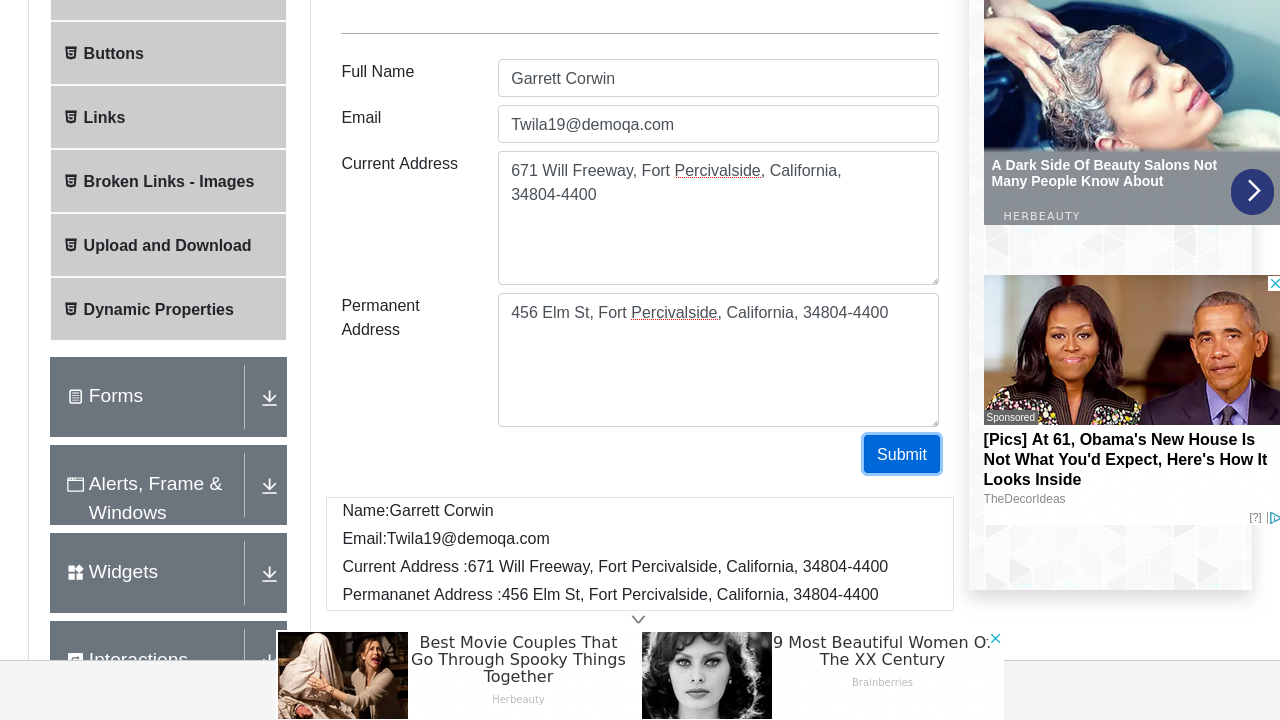 Buttons
Links
Broken Links - Images
Upload and Download
Dynamic Properties
Forms
Alerts, Frame &
Windows
Widgets
Interactions
Full Name
Garrett Corwin
Email
Twila19@demoqa.com
Current Address
671 Will Freeway, Fort Percivalside, California,
34804-4400
Permanent
Address
456 Elm St, Fort Percivalside, California, 34804-4400
Submit
Name:Garrett Corwin
Email:Twila19@demoqa.com
Current Address :671 Will Freeway, Fort Percivalside, California, 34804-4400
Permananet Address :456 Elm St, Fort Percivalside, California, 34804-4400
A Dark Side Of Beauty Salons Not
Many People Know About
HERBEAUTY
Sponsored
[Pics] At 61, Obama's New House Is
Not What You'd Expect, Here's How It
Looks Inside
TheDecorIdeas
[?]
Best Movie Couples That
Go Through Spooky Things
Together
Herbeauty
9 Most Beautiful Women Of
The XX Century
Brainberries